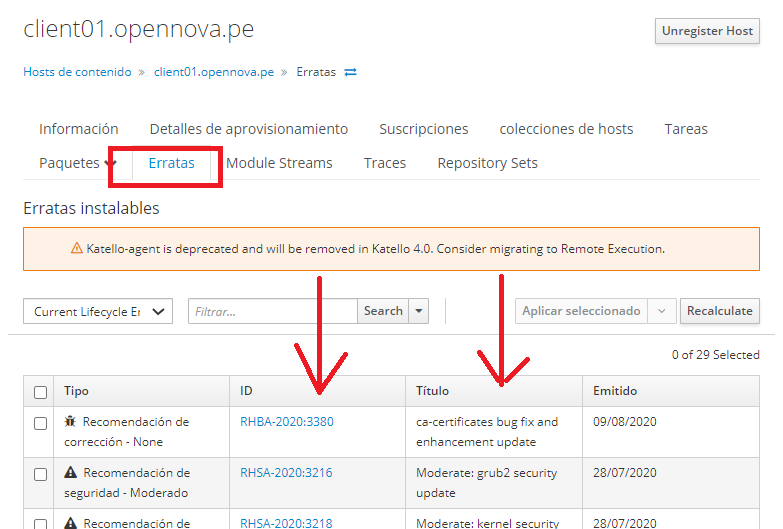 client01.opennova.pe
Unregister Host
Hosts de contenido » client01.opennova.pe » Erratas
Información Detalles de aprovisionamiento Suscripciones colecciones de hosts Tareas
Paquetes Erratas Module Streams Traces Repository Sets
Erratas instalables
Katello-agent is deprecated and will be removed in Katello 4.0. Consider migrating to Remote Execution.
Current Lifecycle Er Filtrar... Search Aplicar seleccionado Recalculate
0 of 29 Selected
Tipo ID Título Emitido
Recomendación de RHBA-2020:3380 ca-certificates bug fix and 09/08/2020
corrección - None enhancement update
Recomendación de RHSA-2020:3216 Moderate: grub2 security 28/07/2020
seguridad - Moderado update
Recomendación de RHSA-2020:3218 Moderate: kernel security 28/07/2020